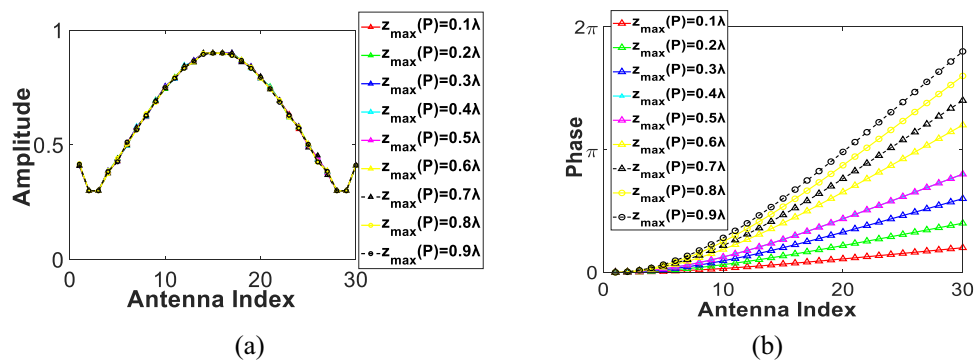 1
0.5
0
Amplitude
0
10
20
30
Antenna Index
z_max(P)=0.1λ
z_max(P)=0.2λ
z_max(P)=0.3λ
z_max(P)=0.4λ
z_max(P)=0.5λ
z_max(P)=0.6λ
z_max(P)=0.7λ
z_max(P)=0.8λ
z_max(P)=0.9λ
(a)
2π
π
0
Phase
0
10
20
30
Antenna Index
z_max(P)=0.1λ
z_max(P)=0.2λ
z_max(P)=0.3λ
z_max(P)=0.4λ
z_max(P)=0.5λ
z_max(P)=0.6λ
z_max(P)=0.7λ
z_max(P)=0.8λ
z_max(P)=0.9λ
(b)